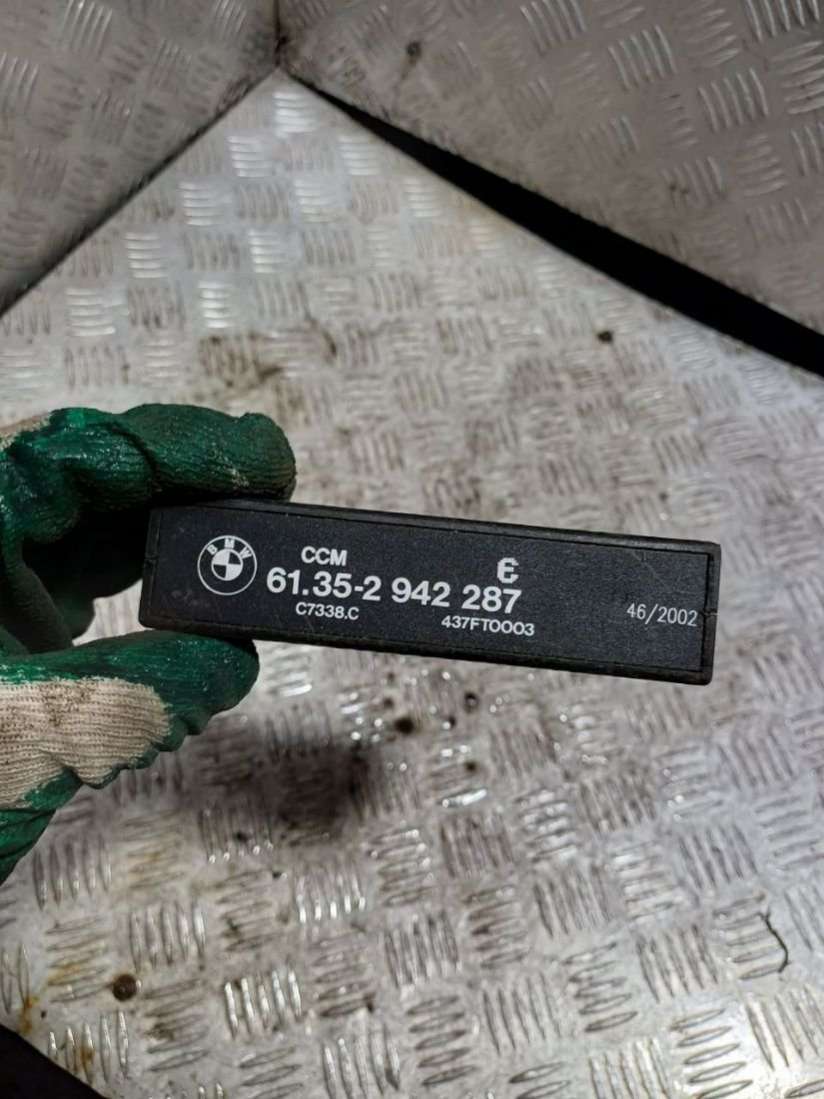 BMW
CCM
Є
61.35-2 942 287
C7338.C
437FT0003
46/2002